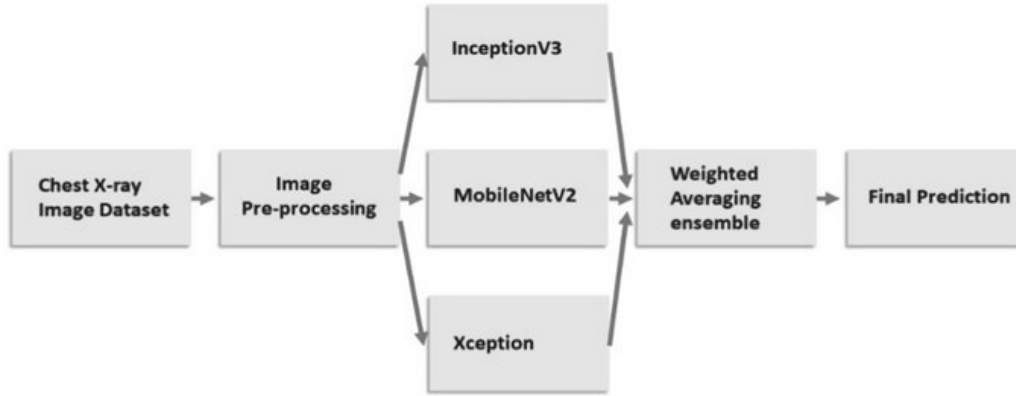 InceptionV3
Chest X-ray
Image Dataset
Image
Pre-processing
MobileNetV2
Weighted
Averaging
ensemble
Final Prediction
Xception